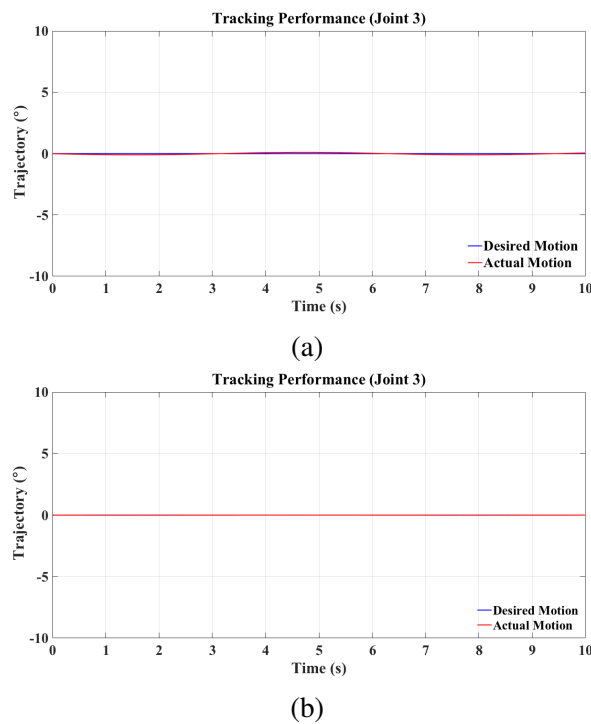 Tracking Performance (Joint 3)
10
5
0
-5
-10
Trajectory (°)
Desired Motion
Actual Motion
0 1 2 3 4 5 6 7 8 9 10
Time (s)
(a)
Tracking Performance (Joint 3)
10
5
0
-5
-10
Trajectory (°)
Desired Motion
Actual Motion
0 1 2 3 4 5 6 7 8 9 10
Time (s)
(b)